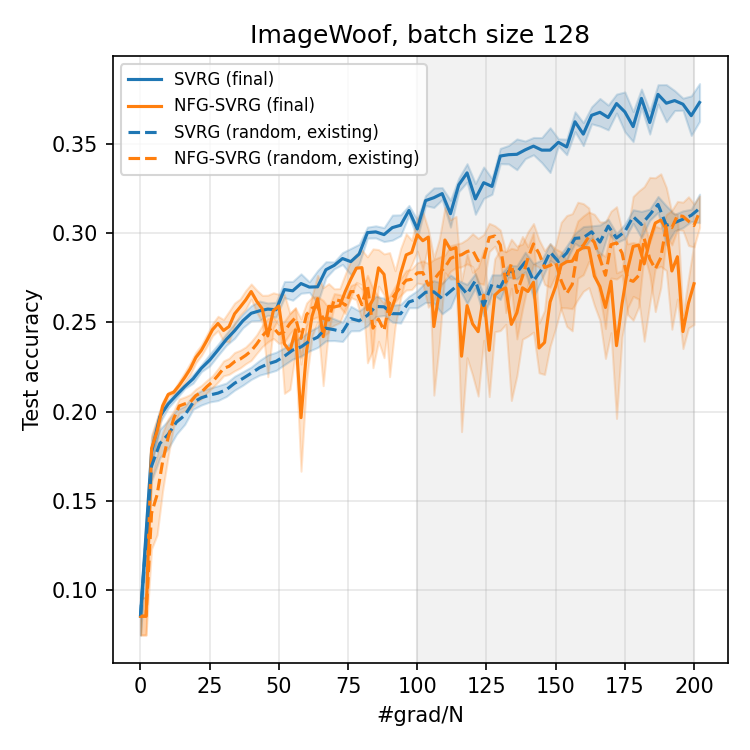 ImageWoof, batch size 128
SVRG (final)
NFG-SVRG (final)
SVRG (random, existing)
NFG-SVRG (random, existing)
Test accuracy
0.35
0.30
0.25
0.20
0.15
0.10
0 25 50 75 100 125 150 175 200
#grad/N